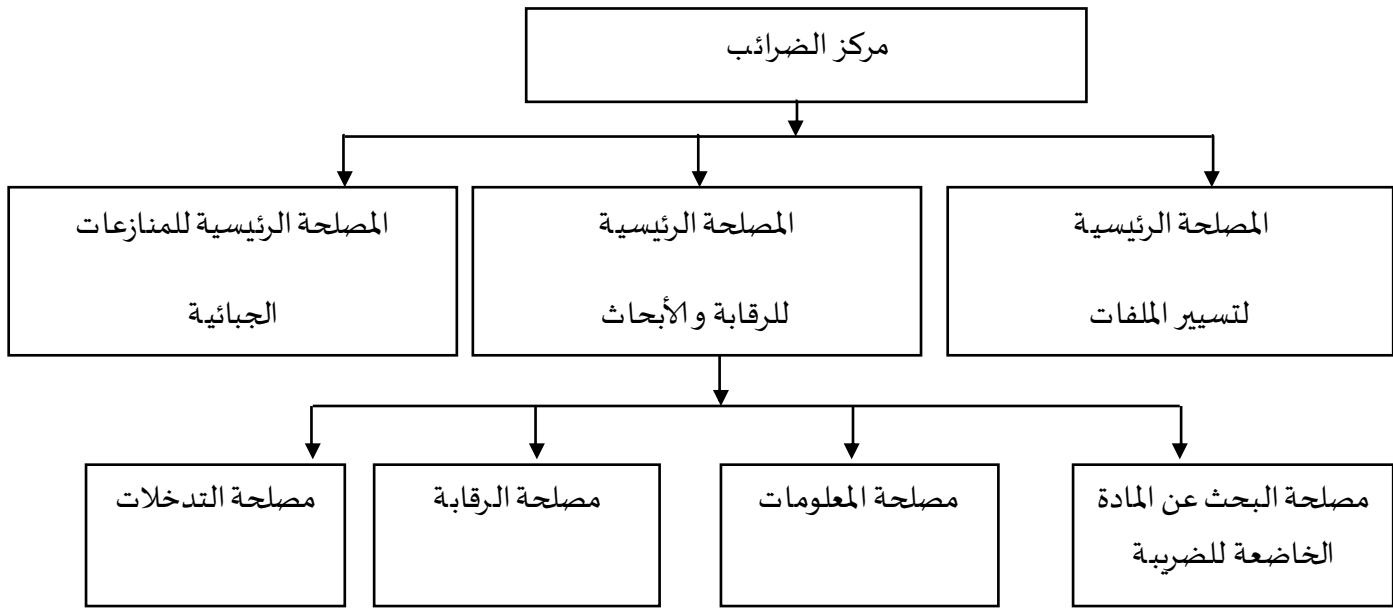 مركز الضرائب
المصلحة الرئيسية
لتسيير الملفات
المصلحة الرئيسية
للرقابة والأبحاث
المصلحة الرئيسية للمنازعات
الجبائية
مصلحة البحث عن المادة
الخاضعة للضريبة
مصلحة المعلومات
مصلحة الرقابة
مصلحة التدخلات